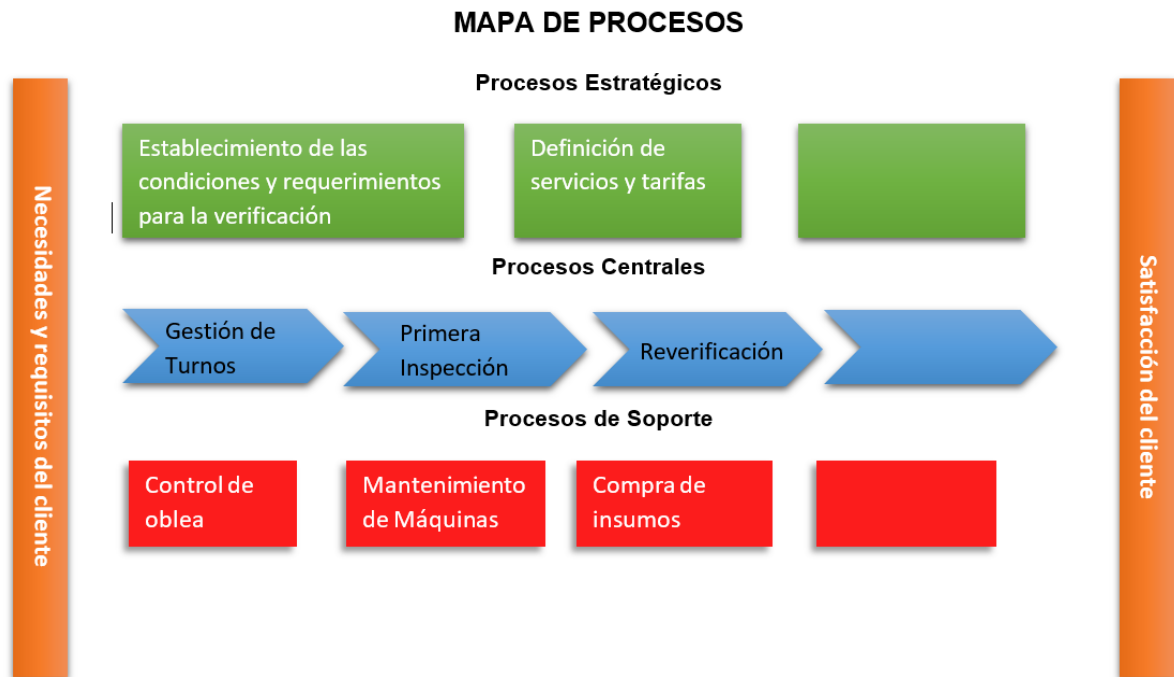 MAPA DE PROCESOS
Necesidades y requisitos del cliente
Procesos Estratégicos
Establecimiento de las
condiciones y requerimientos
para la verificación
Definición de
servicios y tarifas
Procesos Centrales
Gestión de
Turnos
Primera
Inspección
Reverificación
Procesos de Soporte
Control de
oblea
Mantenimiento
de Máquinas
Compra de
insumos
Satisfacción del cliente